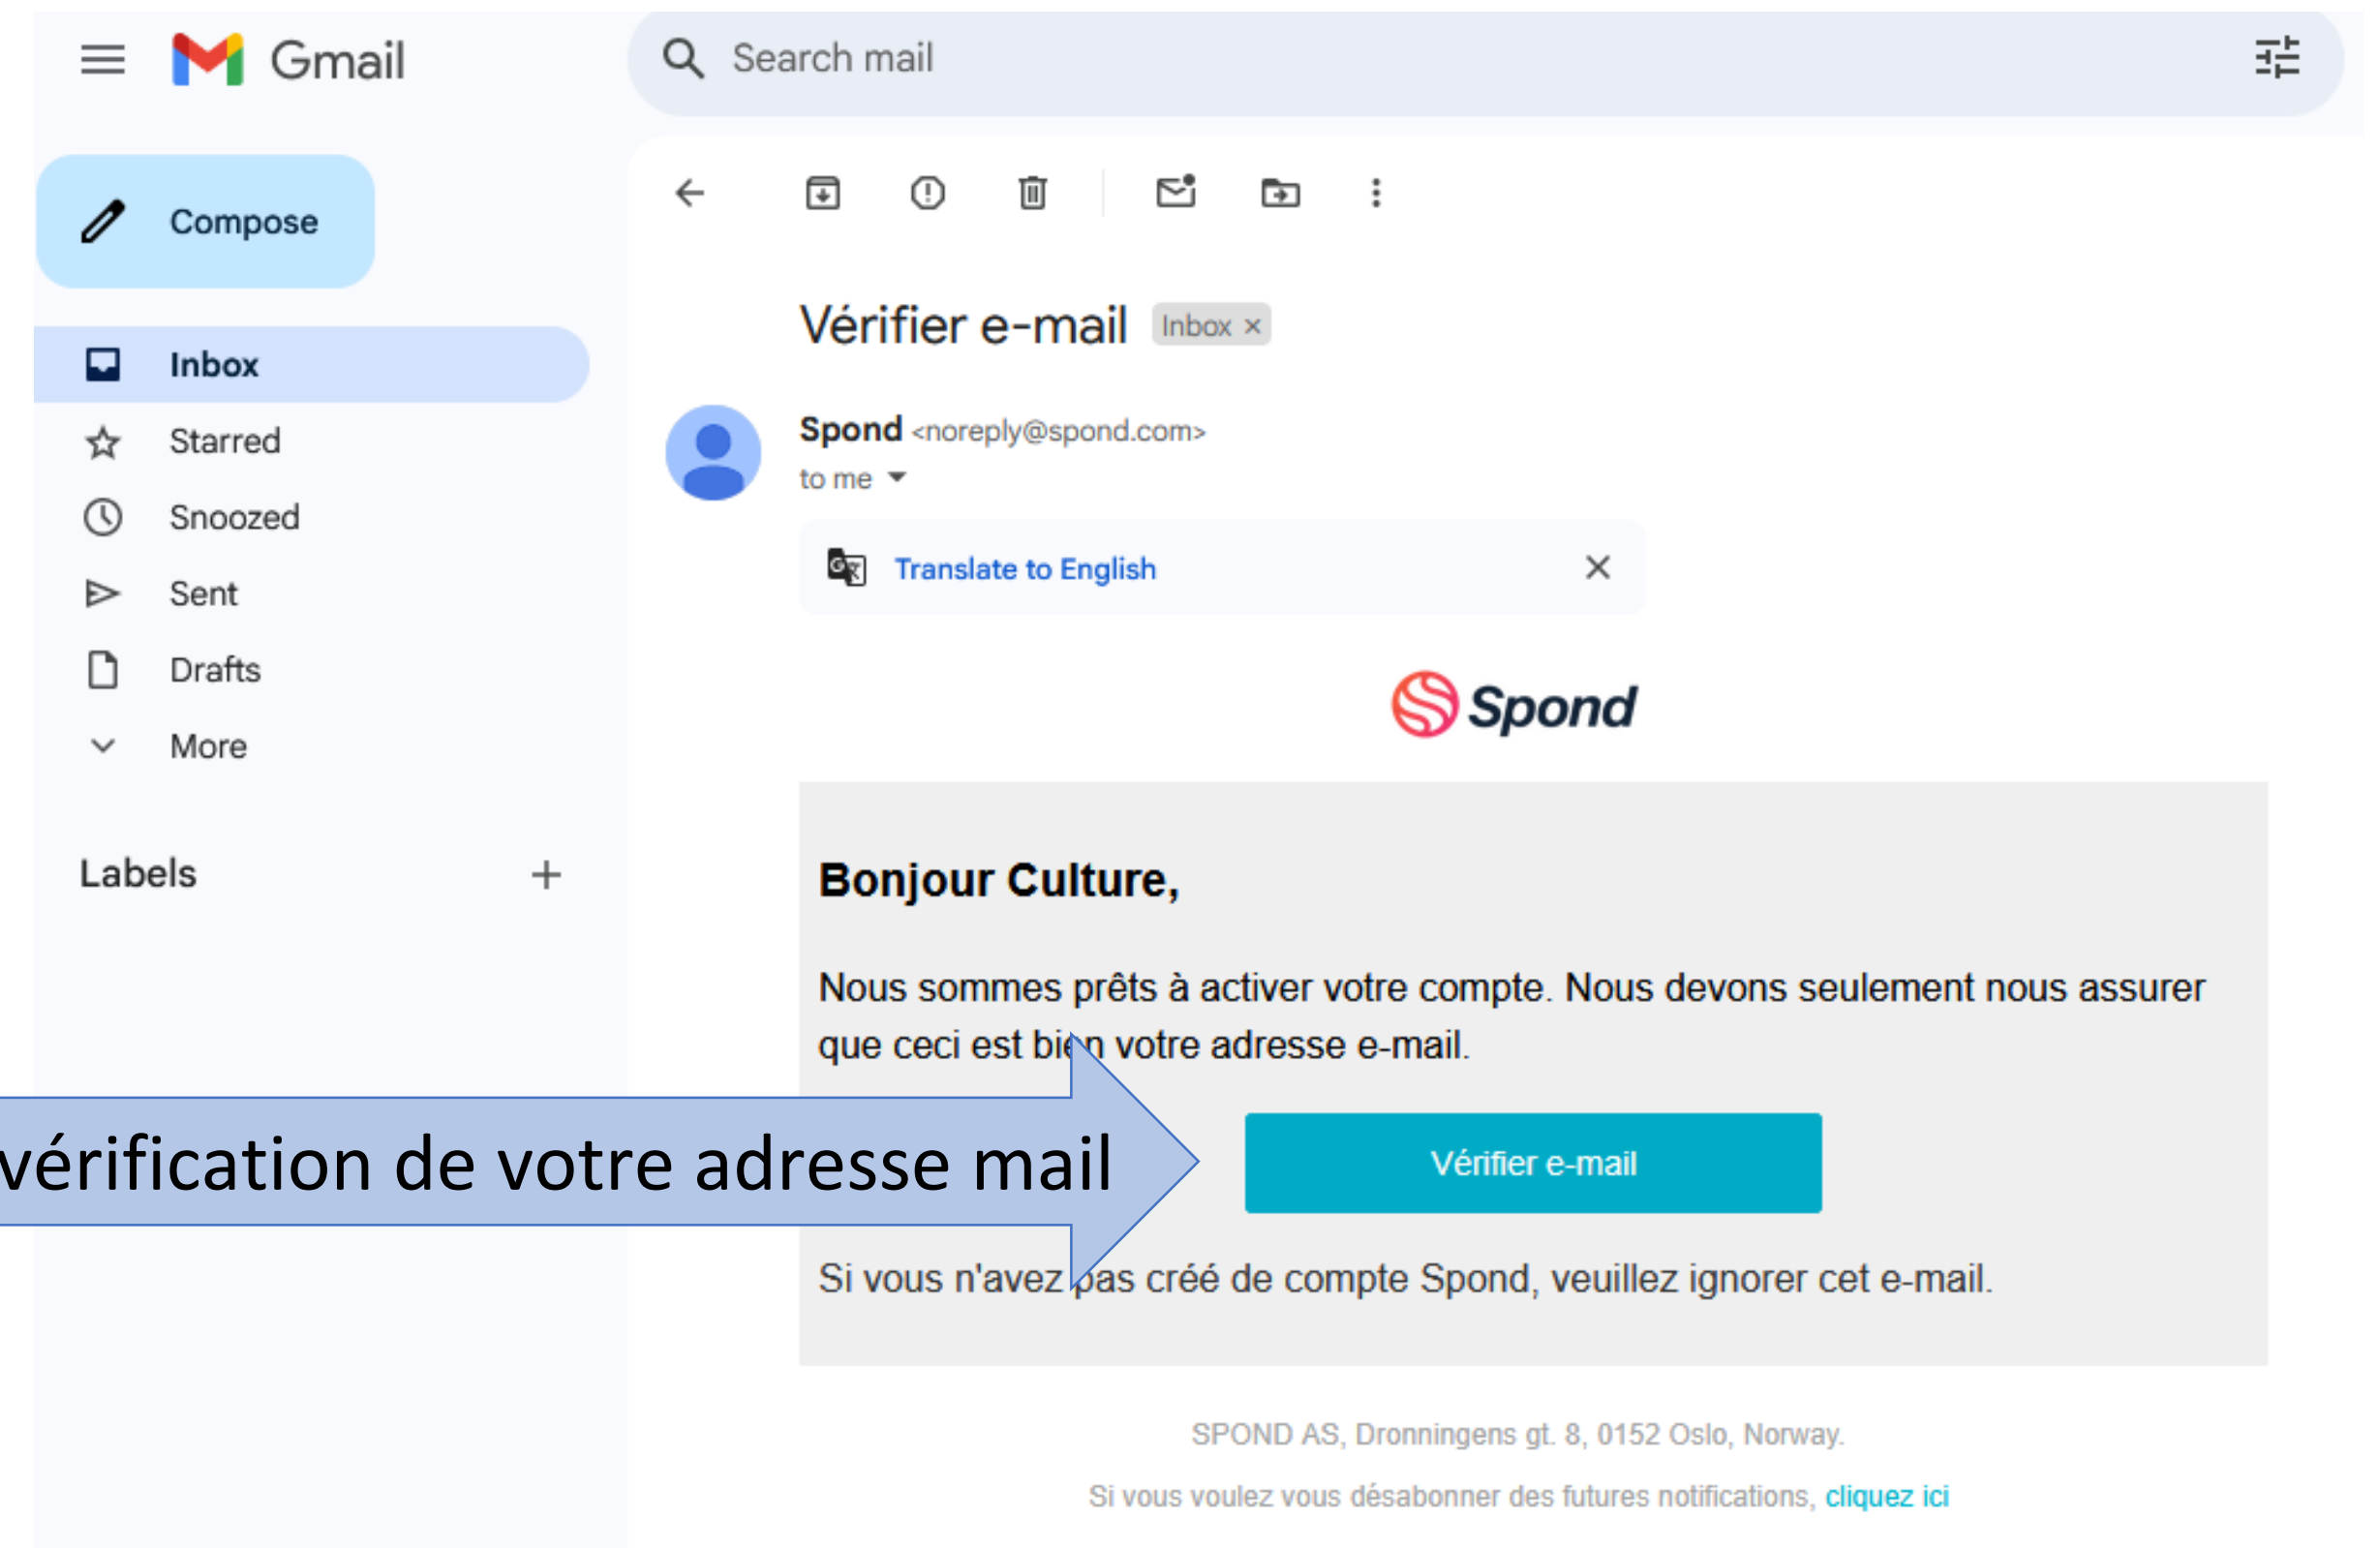 Gmail
Search mail
Compose
Inbox
Starred
Snoozed
Sent
Drafts
More
Labels
Vérifier e-mail Inbox ×
Spond <noreply@spond.com>
to me
Translate to English
Spond
Bonjour Culture,
Nous sommes prêts à activer votre compte. Nous devons seulement nous assurer
que ceci est bien votre adresse e-mail.
vérification de votre adresse mail
Vérifier e-mail
Si vous n'avez pas créé de compte Spond, veuillez ignorer cet e-mail.
SPOND AS, Dronningens gt. 8, 0152 Oslo, Norway.
Si vous voulez vous désabonner des futures notifications, cliquez ici